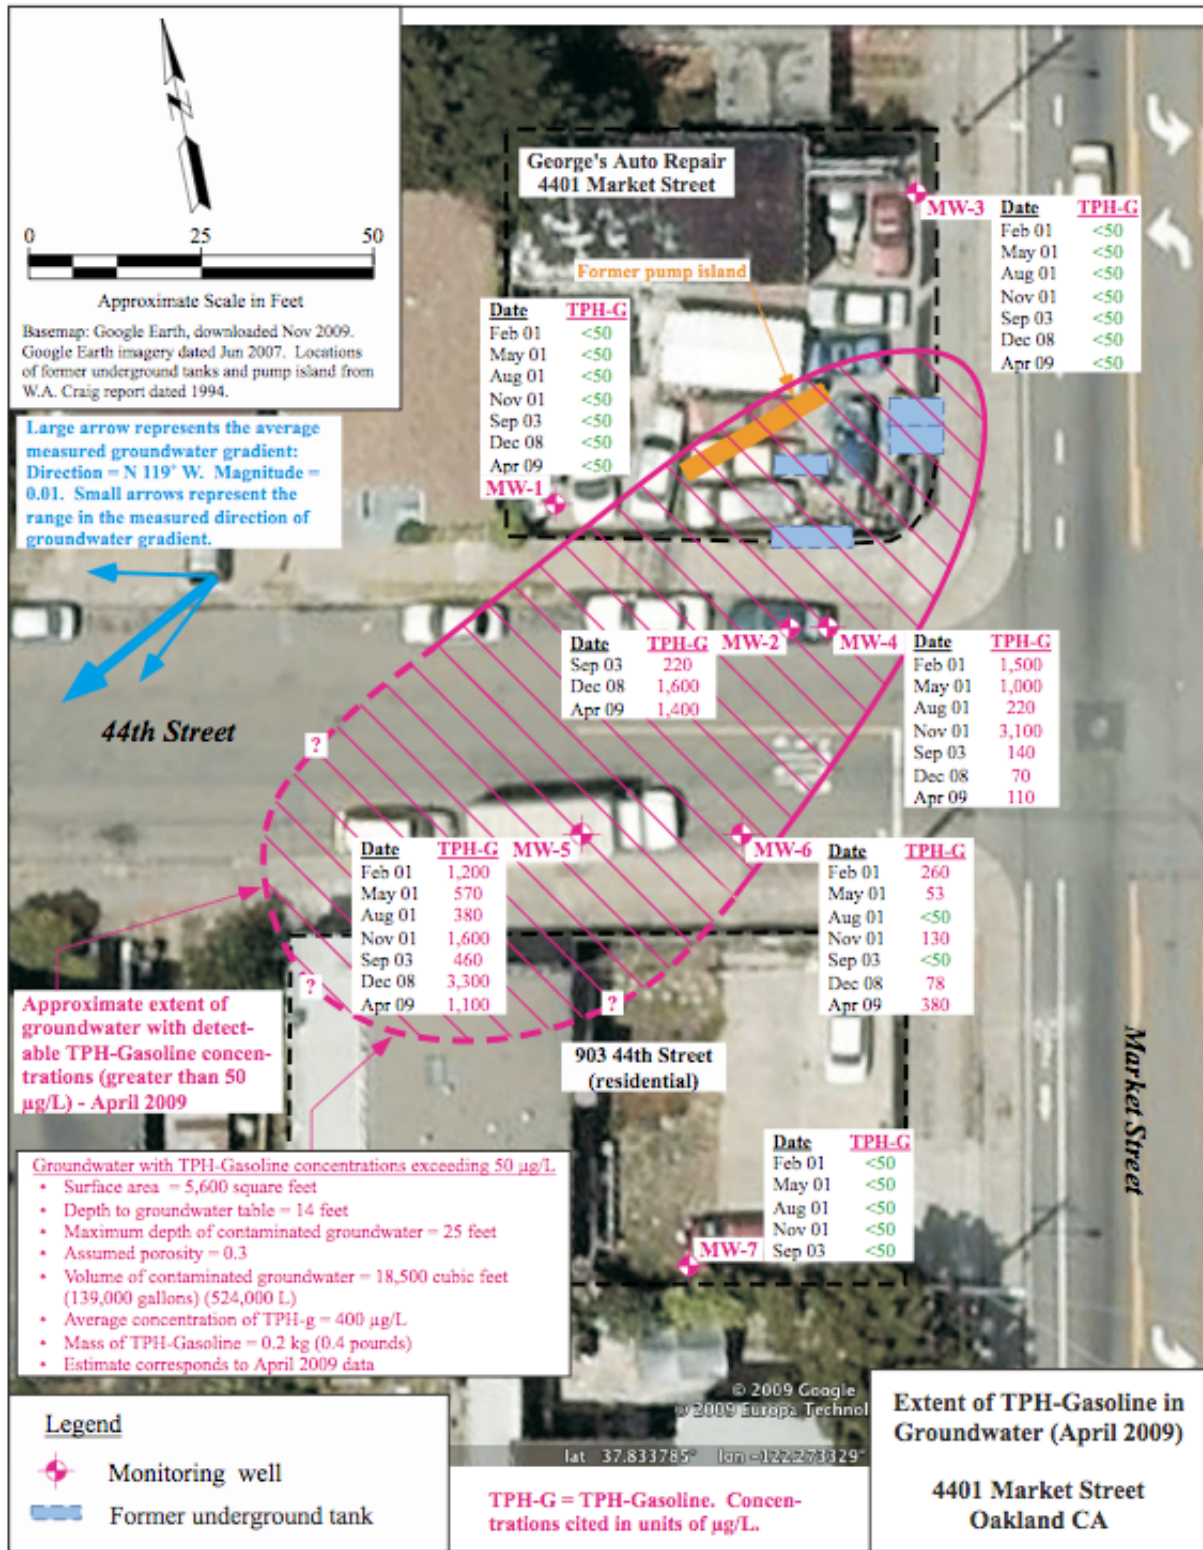 0 25 50
Approximate Scale in Feet
Basemap: Google Earth, downloaded Nov 2009.
Google Earth imagery dated Jun 2007. Locations
of former underground tanks and pump island from
W.A. Craig report dated 1994.
Large arrow represents the average
measured groundwater gradient:
Direction = N 119° W. Magnitude =
0.01. Small arrows represent the
range in the measured direction of
groundwater gradient.
George's Auto Repair
4401 Market Street
Former pump island
MW-3
Date TPH-G
Feb 01 <50
May 01 <50
Aug 01 <50
Nov 01 <50
Sep 03 <50
Dec 08 <50
Apr 09 <50
Date TPH-G
Feb 01 <50
May 01 <50
Aug 01 <50
Nov 01 <50
Sep 03 <50
Dec 08 <50
Apr 09 <50
MW-1
44th Street
Date TPH-G
Sep 03 220
Dec 08 1,600
Apr 09 1,400
MW-2
MW-4
Date TPH-G
Feb 01 1,500
May 01 1,000
Aug 01 220
Nov 01 3,100
Sep 03 140
Dec 08 70
Apr 09 110
?
Date TPH-G
Feb 01 1,200
May 01 570
Aug 01 380
Nov 01 1,600
Sep 03 460
Dec 08 3,300
Apr 09 1,100
MW-5
MW-6
Date TPH-G
Feb 01 260
May 01 53
Aug 01 <50
Nov 01 130
Sep 03 <50
Dec 08 78
Apr 09 380
?
?
Approximate extent of
groundwater with detect-
able TPH-Gasoline concen-
trations (greater than 50
µg/L) - April 2009
903 44th Street
(residential)
Market Street
Groundwater with TPH-Gasoline concentrations exceeding 50 µg/L
• Surface area = 5,600 square feet
• Depth to groundwater table = 14 feet
• Maximum depth of contaminated groundwater = 25 feet
• Assumed porosity = 0.3
• Volume of contaminated groundwater = 18,500 cubic feet
(139,000 gallons) (524,000 L)
• Average concentration of TPH-g = 400 µg/L
• Mass of TPH-Gasoline = 0.2 kg (0.4 pounds)
• Estimate corresponds to April 2009 data
Date TPH-G
Feb 01 <50
May 01 <50
Aug 01 <50
Nov 01 <50
Sep 03 <50
MW-7
© 2009 Google
© 2009 Europa Technol
lat 37.833785° lon -122.273329°
Legend
Monitoring well
Former underground tank
TPH-G = TPH-Gasoline. Concen-
trations cited in units of µg/L.
Extent of TPH-Gasoline in
Groundwater (April 2009)
4401 Market Street
Oakland CA